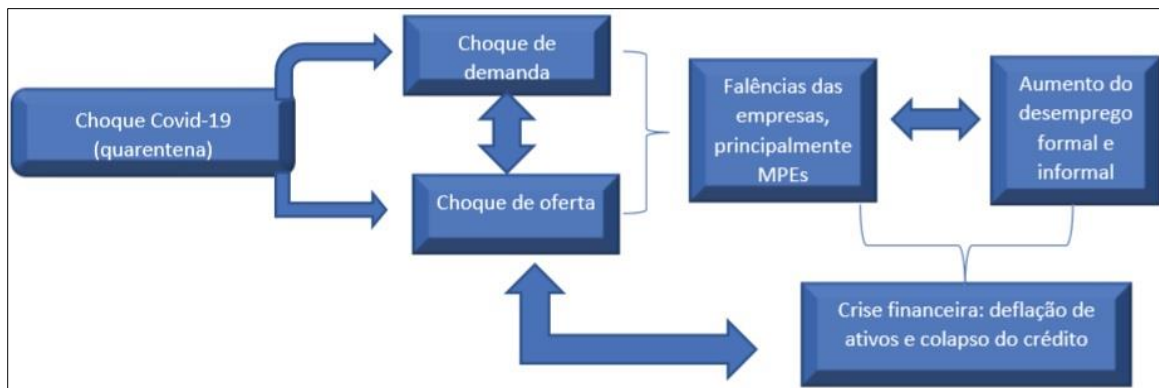 Choque Covid-19
(quarentena)
Choque de
demanda
Choque de oferta
Falências das
empresas,
principalmente
MPEs
Aumento do
desemprego
formal e
informal
Crise financeira: deflação de
ativos e colapso do crédito